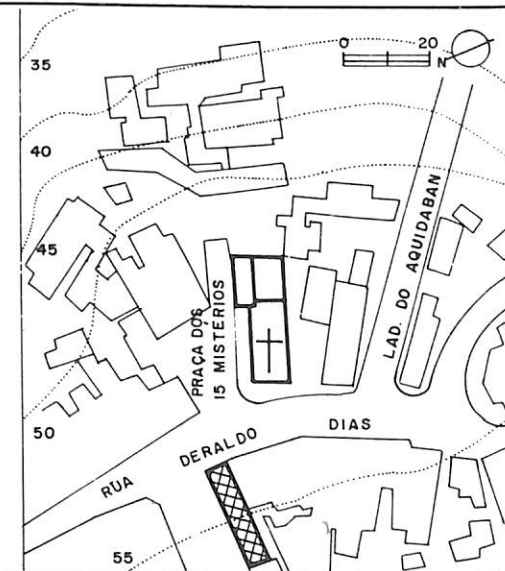 35
0 20
N
40
45
LAD. DO AQUIDABAN
PRAÇA DOS
15 MISTÉRIOS
50
RUA DERALDO DIAS
55